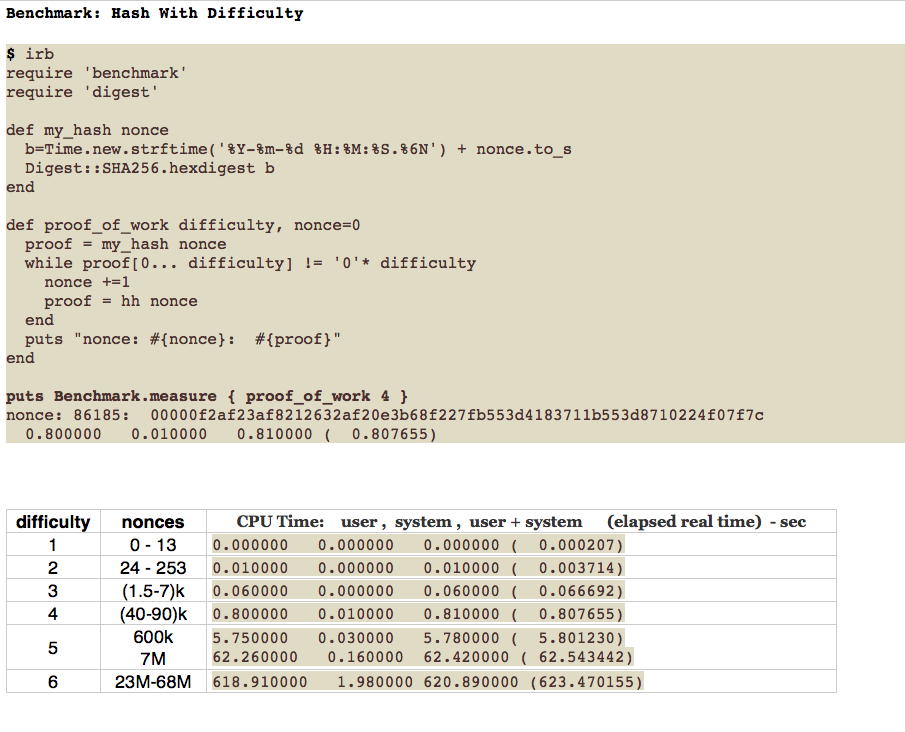 Benchmark: Hash With Difficulty
$ irb
require 'benchmark'
require 'digest'
def my_hash nonce
b=Time.new.strftime('%Y-%m-%d %H:%M:%S.%6N') + nonce.to_s
Digest::SHA256.hexdigest b
end
def proof_of_work difficulty, nonce=0
proof = my_hash nonce
while proof[0... difficulty] != '0'* difficulty
nonce +=1
proof = hh nonce
end
puts "nonce: #{nonce}:  #{proof}"
end
puts Benchmark.measure { proof_of_work 4 }
nonce: 86185:  00000f2af23af8212632af20e3b68f227fb553d4183711b553d8710224f07f7c
0.800000   0.010000   0.810000 (  0.807655)
difficulty nonces CPU Time:   user ,  system ,  user + system     (elapsed real time)  - sec
1 0 - 13 0.000000   0.000000   0.000000 (  0.000207)
2 24 - 253 0.010000   0.000000   0.010000 (  0.003714)
3 (1.5-7)k 0.060000   0.000000   0.060000 (  0.066692)
4 (40-90)k 0.800000   0.010000   0.810000 (  0.807655)
5 600k 5.750000   0.030000   5.780000 (  5.801230)
7M 62.260000   0.160000  62.420000 ( 62.543442)
6 23M-68M 618.910000   1.980000 620.890000 (623.470155)